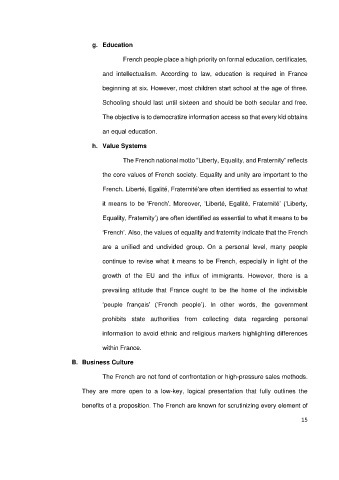 g. Education
French people place a high priority on formal education, certificates,
and intellectualism. According to law, education is required in France
beginning at six. However, most children start school at the age of three.
Schooling should last until sixteen and should be both secular and free.
The objective is to democratize information access so that every kid obtains
an equal education.
h. Value Systems
The French national motto "Liberty, Equality, and Fraternity" reflects
the core values of French society. Equality and unity are important to the
French. Liberté, Egalité, Fraternité'are often identified as essential to what
it means to be 'French'. Moreover, 'Liberté, Egalité, Fraternité' ('Liberty,
Equality, Fraternity') are often identified as essential to what it means to be
'French'. Also, the values of equality and fraternity indicate that the French
are a unified and undivided group. On a personal level, many people
continue to revise what it means to be French, especially in light of the
growth of the EU and the influx of immigrants. However, there is a
prevailing attitude that France ought to be the home of the indivisible
'peuple français' ('French people'). In other words, the government
prohibits state authorities from collecting data regarding personal
information to avoid ethnic and religious markers highlighting differences
within France.
B. Business Culture
The French are not fond of confrontation or high-pressure sales methods.
They are more open to a low-key, logical presentation that fully outlines the
benefits of a proposition. The French are known for scrutinizing every element of
15